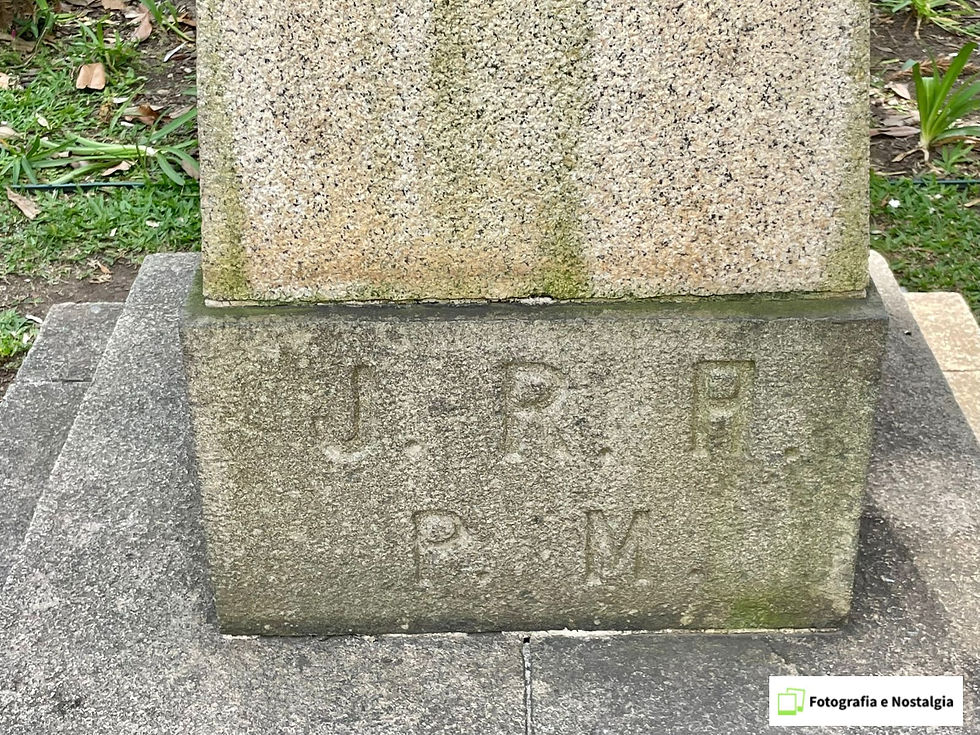 J. R. A.
P. M.
Fotografia e Nostalgia